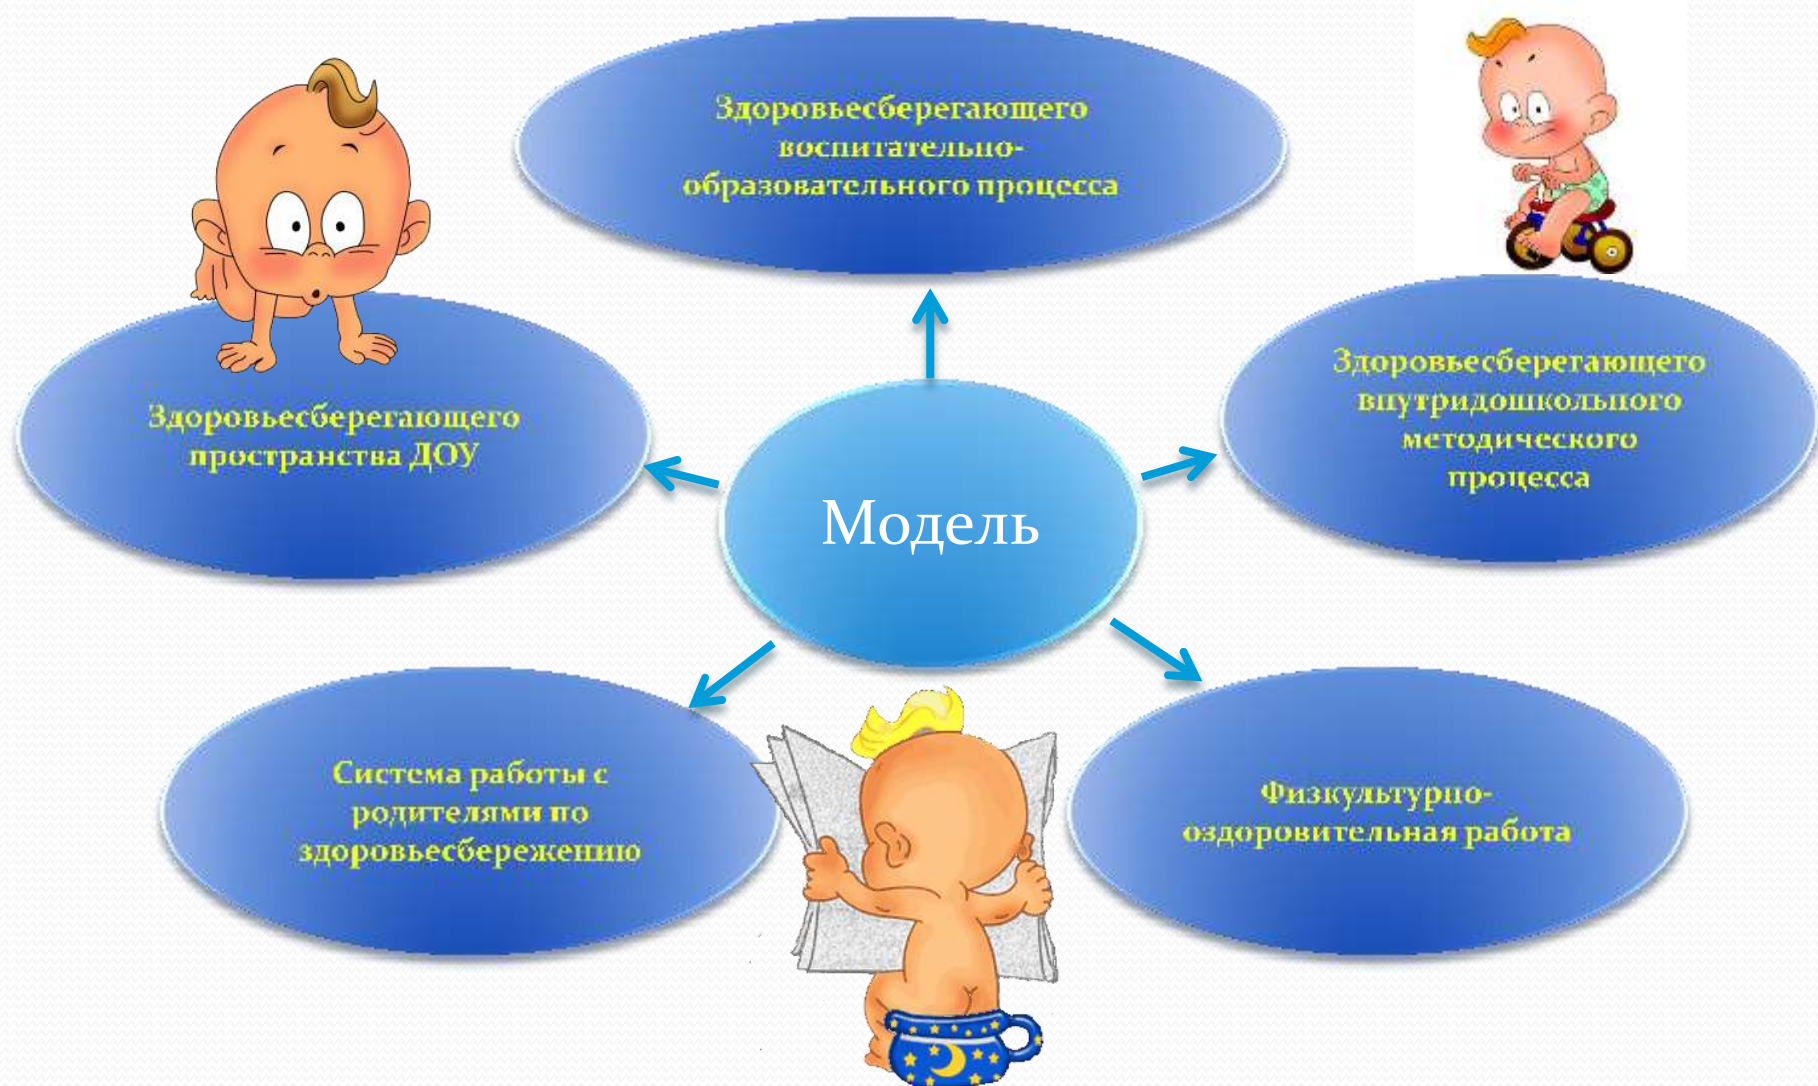 Здоровьесберегающего
воспитательно-
образовательного процесса
Здоровьесберегающего
пространства ДОУ
Модель
Здоровьесберегающего
внутридошкольного
методического
процесса
Система работы с
родителями по
здоровьесбережению
Физкультурно-
оздоровительная работа